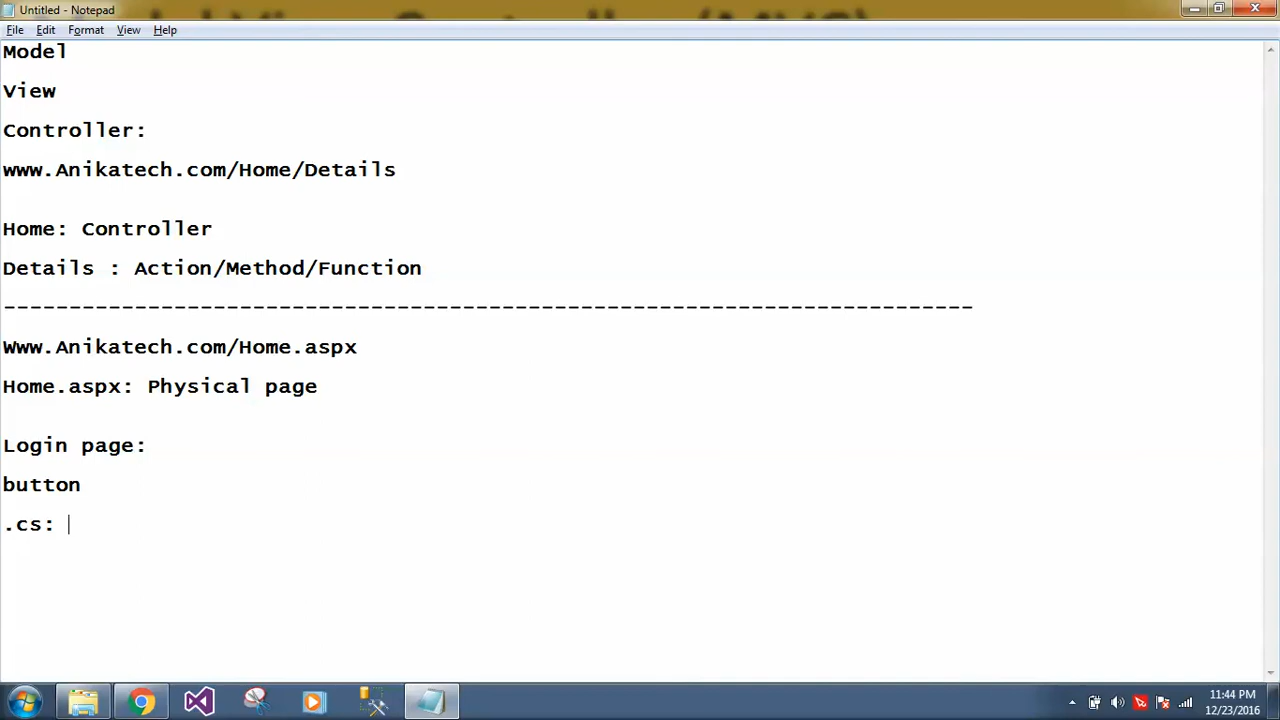 Untitled - Notepad
File Edit Format View Help
Model
View
Controller:
www.Anikatech.com/Home/Details
Home: Controller
Details : Action/Method/Function
--------------------------------------------------------------------------
Www.Anikatech.com/Home.aspx
Home.aspx: Physical page
Login page:
button
.cs:
11:44 PM
12/23/2016